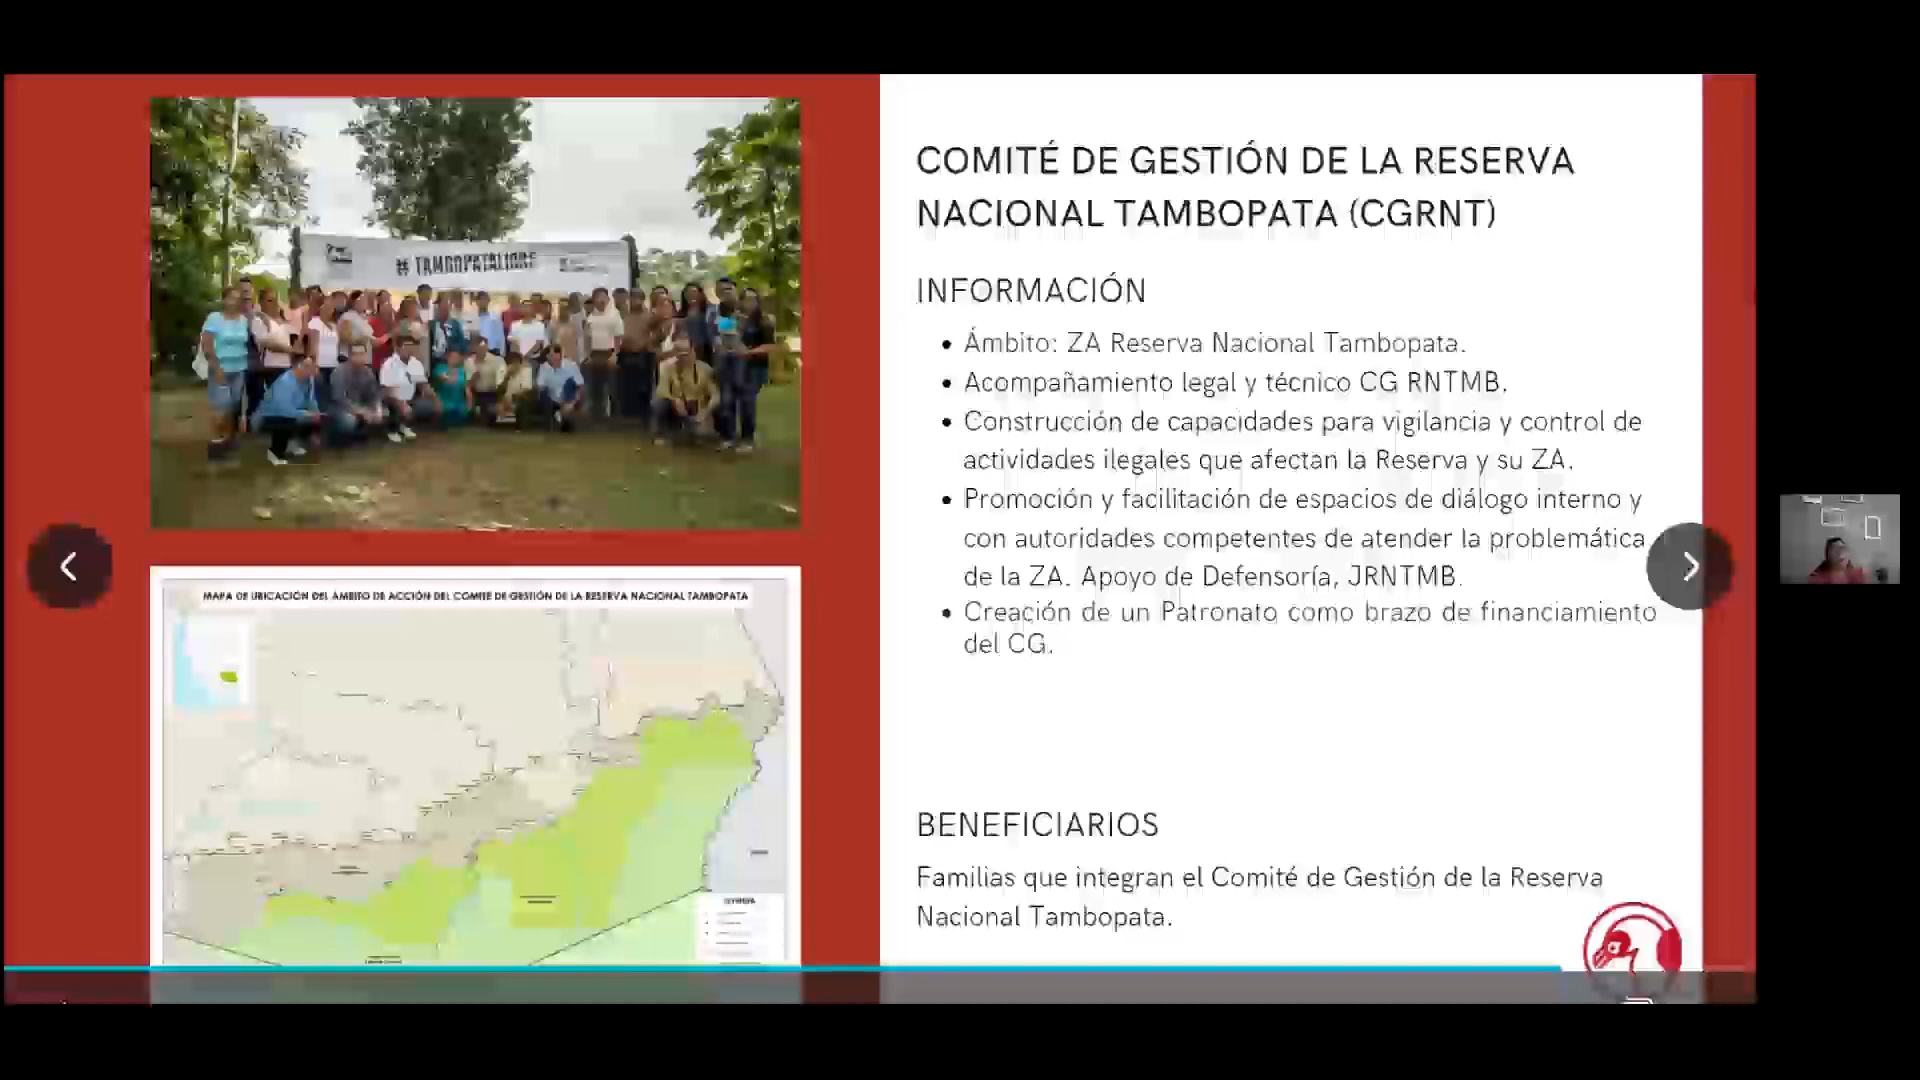 # TAMBOPATALIBRE
MAPA DE UBICACIÓN DEL ÁMBITO DE ACCIÓN DEL COMITÉ DE GESTIÓN DE LA RESERVA NACIONAL TAMBOPATA
LEYENDA
COMITÉ DE GESTIÓN DE LA RESERVA
NACIONAL TAMBOPATA (CGRNT)
INFORMACIÓN
• Ámbito: ZA Reserva Nacional Tambopata.
• Acompañamiento legal y técnico CG RNTMB.
• Construcción de capacidades para vigilancia y control de
actividades ilegales que afectan la Reserva y su ZA.
• Promoción y facilitación de espacios de diálogo interno y
con autoridades competentes de atender la problemática
de la ZA. Apoyo de Defensoría, JRNTMB.
• Creación de un Patronato como brazo de financiamiento
del CG.
BENEFICIARIOS
Familias que integran el Comité de Gestión de la Reserva
Nacional Tambopata.